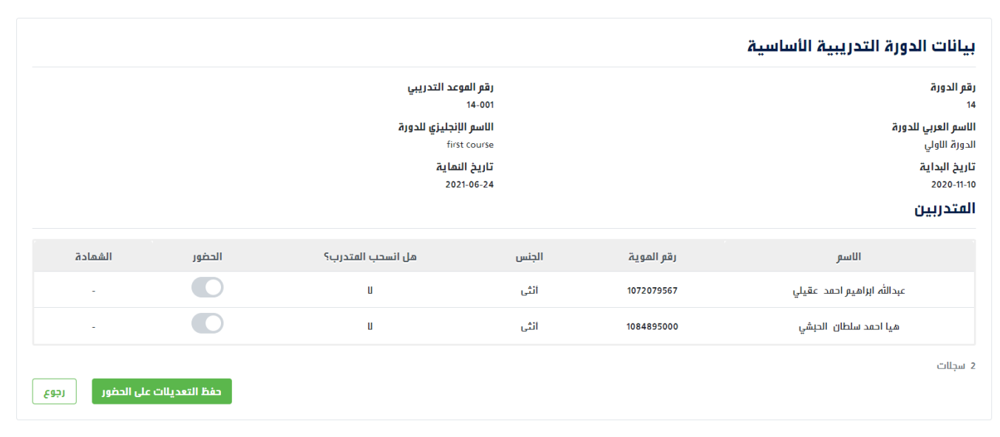 بيانات الدورة التدريبية الأساسية
رقم الدورة رقم الموعد التدريبي
14 14-001
الاسم العربي للدورة الاسم الإنجليزي للدورة
الدورة الاولي first course
تاريخ البداية تاريخ النهاية
2020-11-10 2021-06-24
المتدربين
الاسم رقم الهوية الجنس هل انسحب المتدرب؟ الحضور الشهادة
عبدالله ابراهيم احمد عقيلي 1072079567 أنثى لا -
هيا احمد سلطان الحبشي 1084895000 أنثى لا -
2 سجلات
حفظ التعديلات على الحضور رجوع